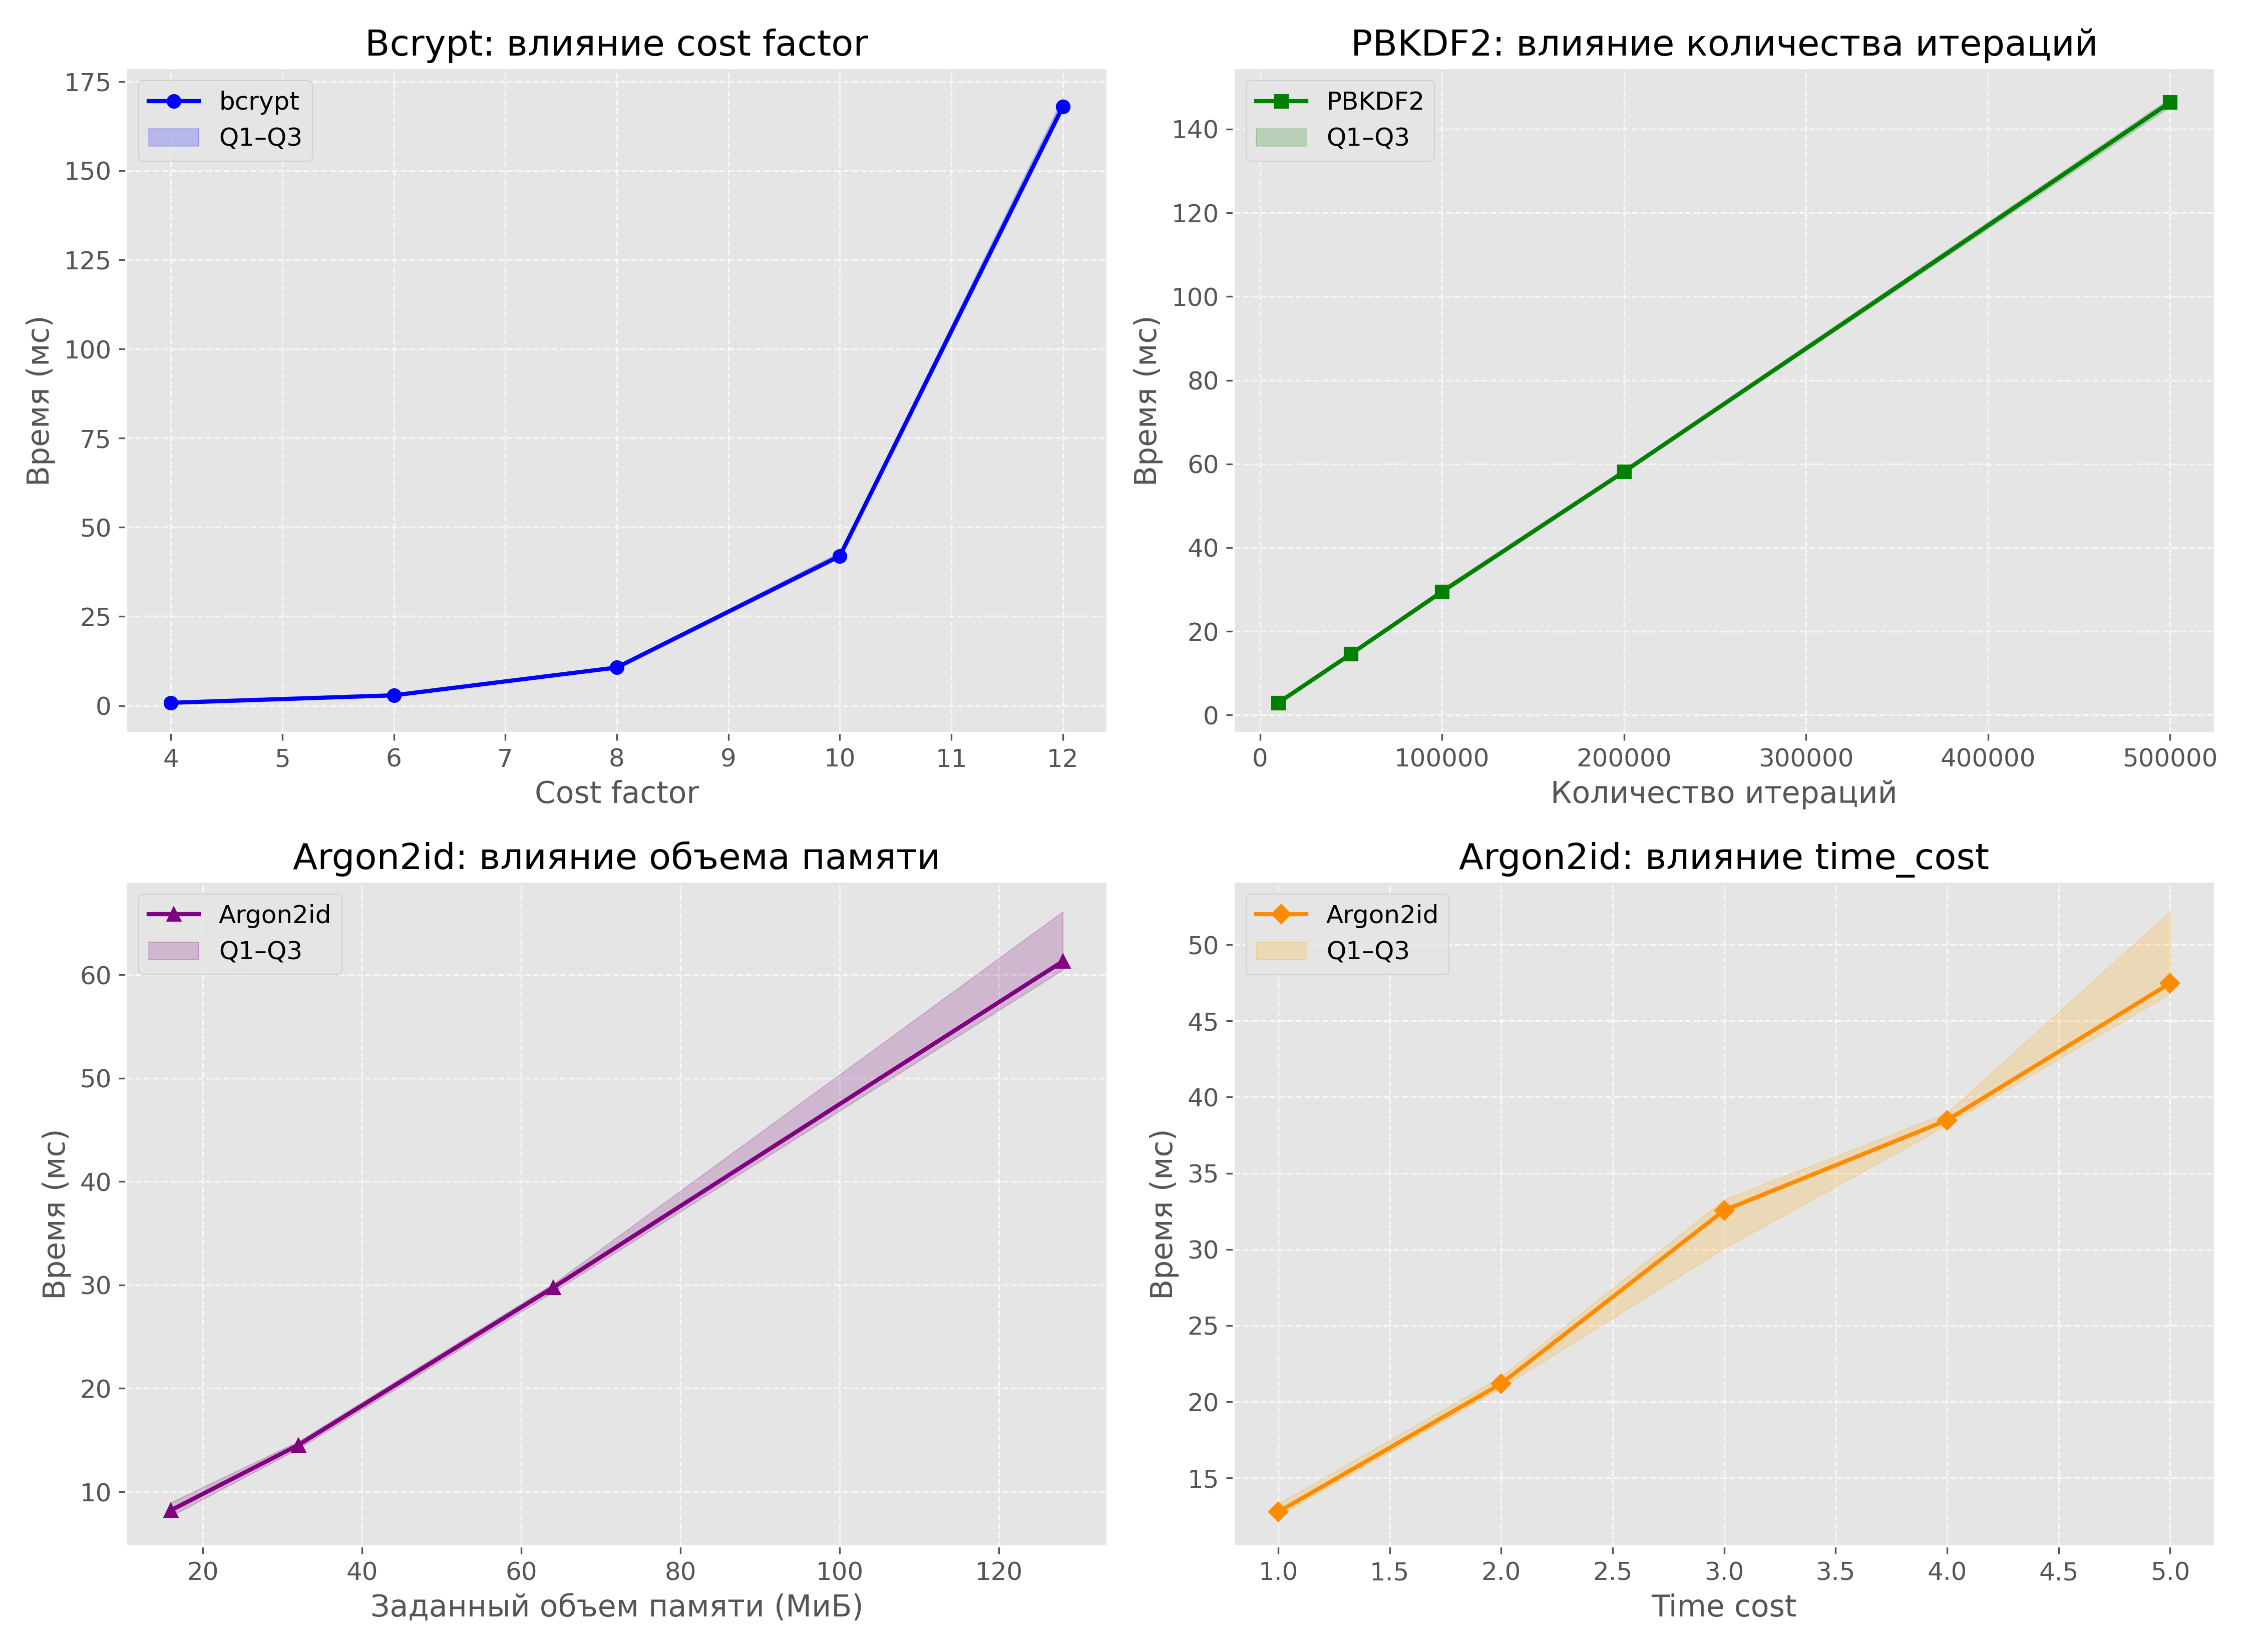 Bcrypt: влияние cost factor
bcrypt
Q1–Q3
175
150
125
100
75
50
25
0
Время (мс)
4 5 6 7 8 9 10 11 12
Cost factor
PBKDF2: влияние количества итераций
PBKDF2
Q1–Q3
140
120
100
80
60
40
20
0
Время (мс)
0 100000 200000 300000 400000 500000
Количество итераций
Argon2id: влияние объема памяти
Argon2id
Q1–Q3
60
50
40
30
20
10
Время (мс)
20 40 60 80 100 120
Заданный объем памяти (МиБ)
Argon2id: влияние time_cost
Argon2id
Q1–Q3
50
45
40
35
30
25
20
15
Время (мс)
1.0 1.5 2.0 2.5 3.0 3.5 4.0 4.5 5.0
Time cost